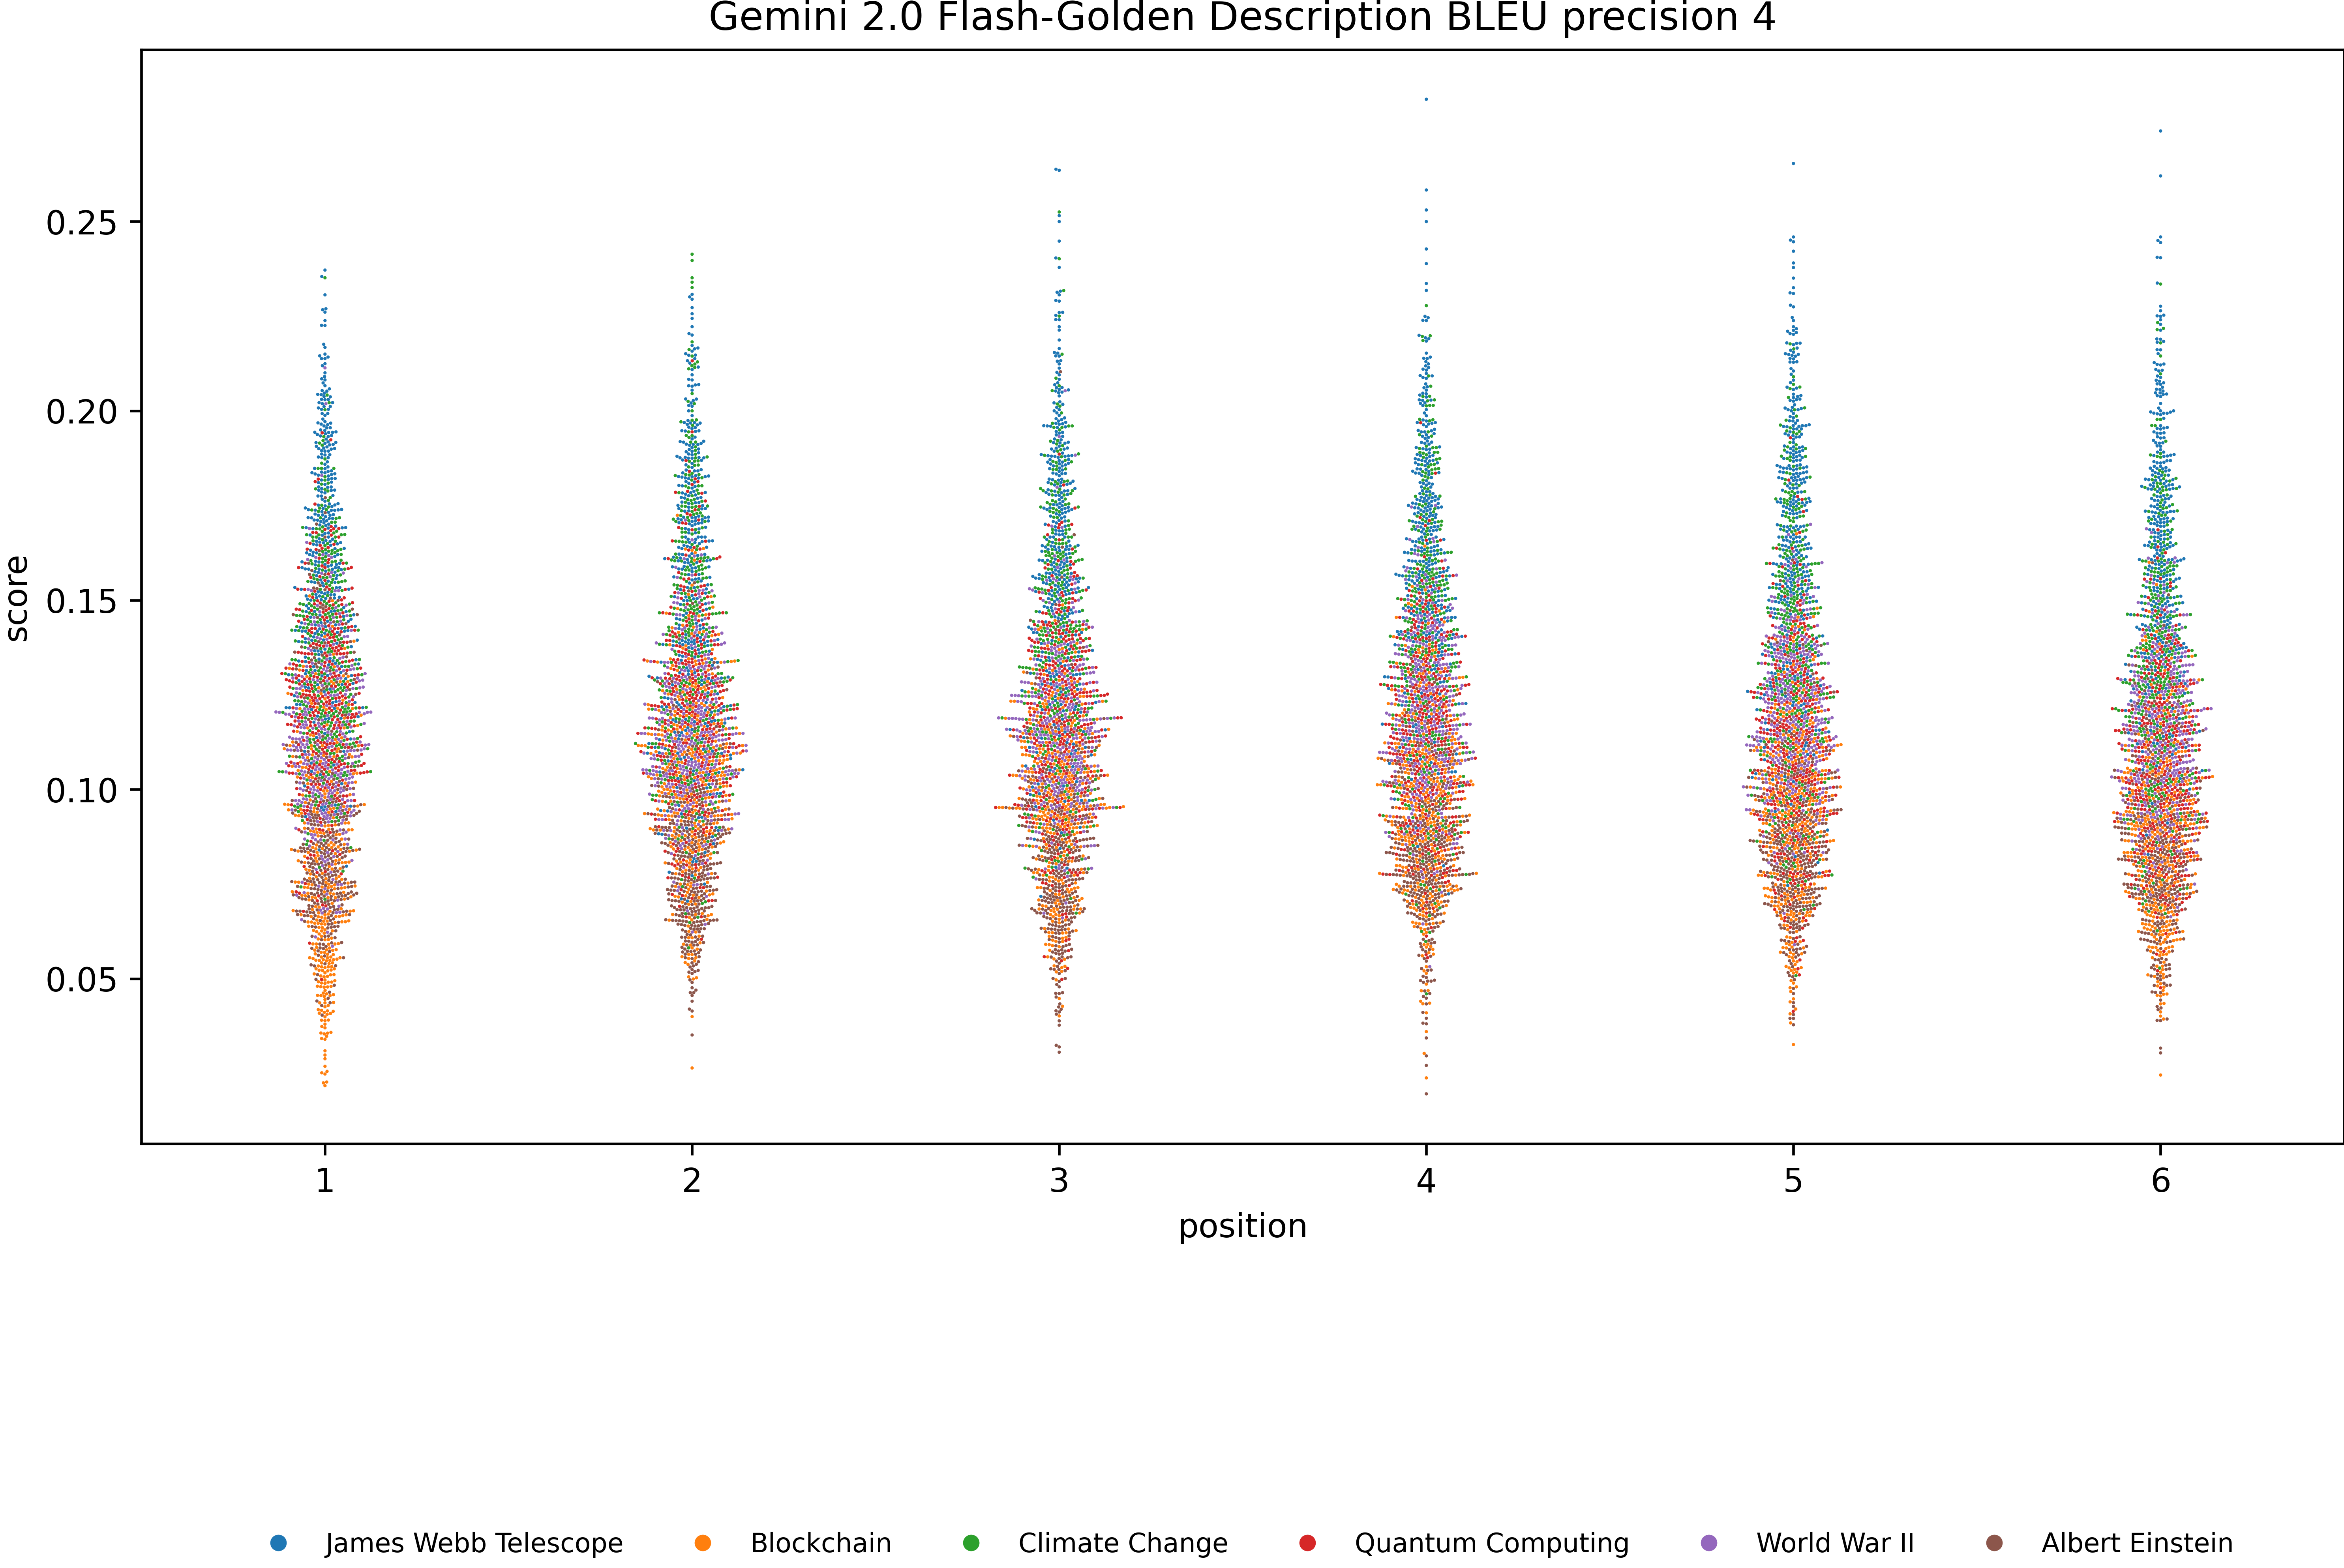 Gemini 2.0 Flash-Golden Description BLEU precision 4
score
0.25
0.20
0.15
0.10
0.05
1 2 3 4 5 6
position
James Webb Telescope Blockchain Climate Change Quantum Computing World War II Albert Einstein